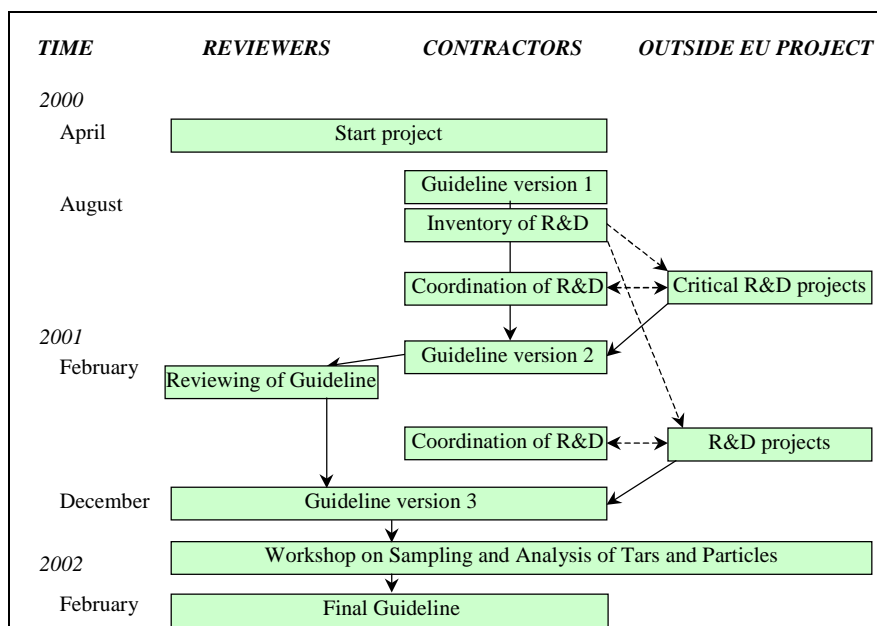 TIME REVIEWERS CONTRACTORS OUTSIDE EU PROJECT
2000
April Start project
Guideline version 1
August
Inventory of R&D
Coordination of R&D Critical R&D projects
2001
Guideline version 2
February
Reviewing of Guideline
Coordination of R&D R&D projects
December Guideline version 3
Workshop on Sampling and Analysis of Tars and Particles
2002
February Final Guideline